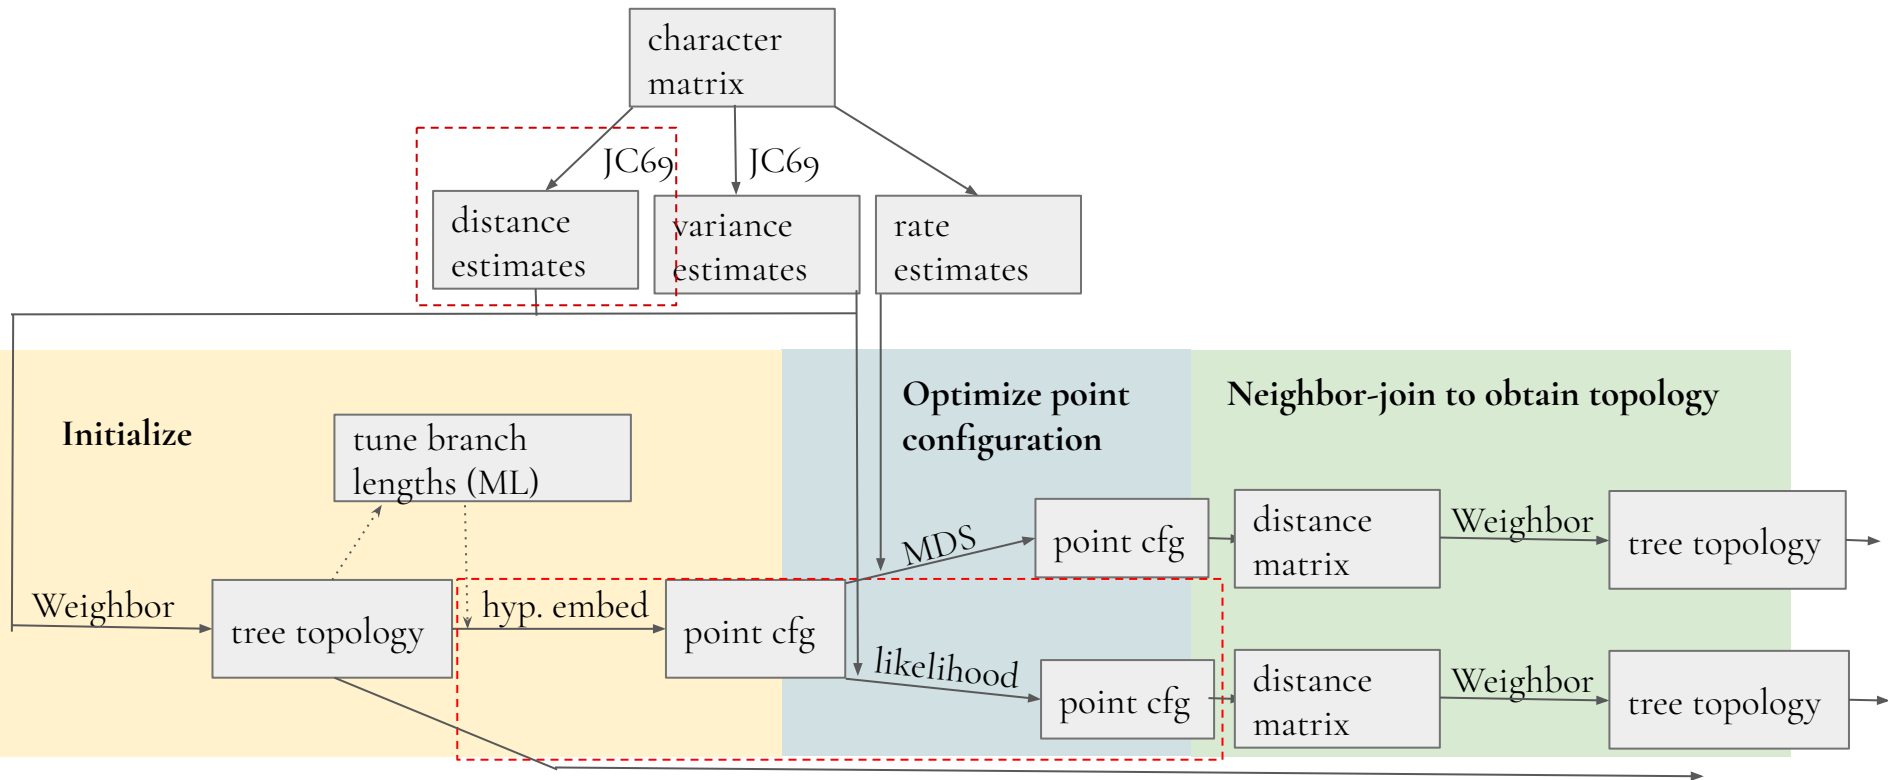 character
matrix
JC69
JC69
distance
estimates
variance
estimates
rate
estimates
Initialize
tune branch
lengths (ML)
Weighbor
tree topology
hyp. embed
point cfg
Optimize point
configuration
MDS
point cfg
likelihood
point cfg
Neighbor-join to obtain topology
distance
matrix
Weighbor
tree topology
distance
matrix
Weighbor
tree topology